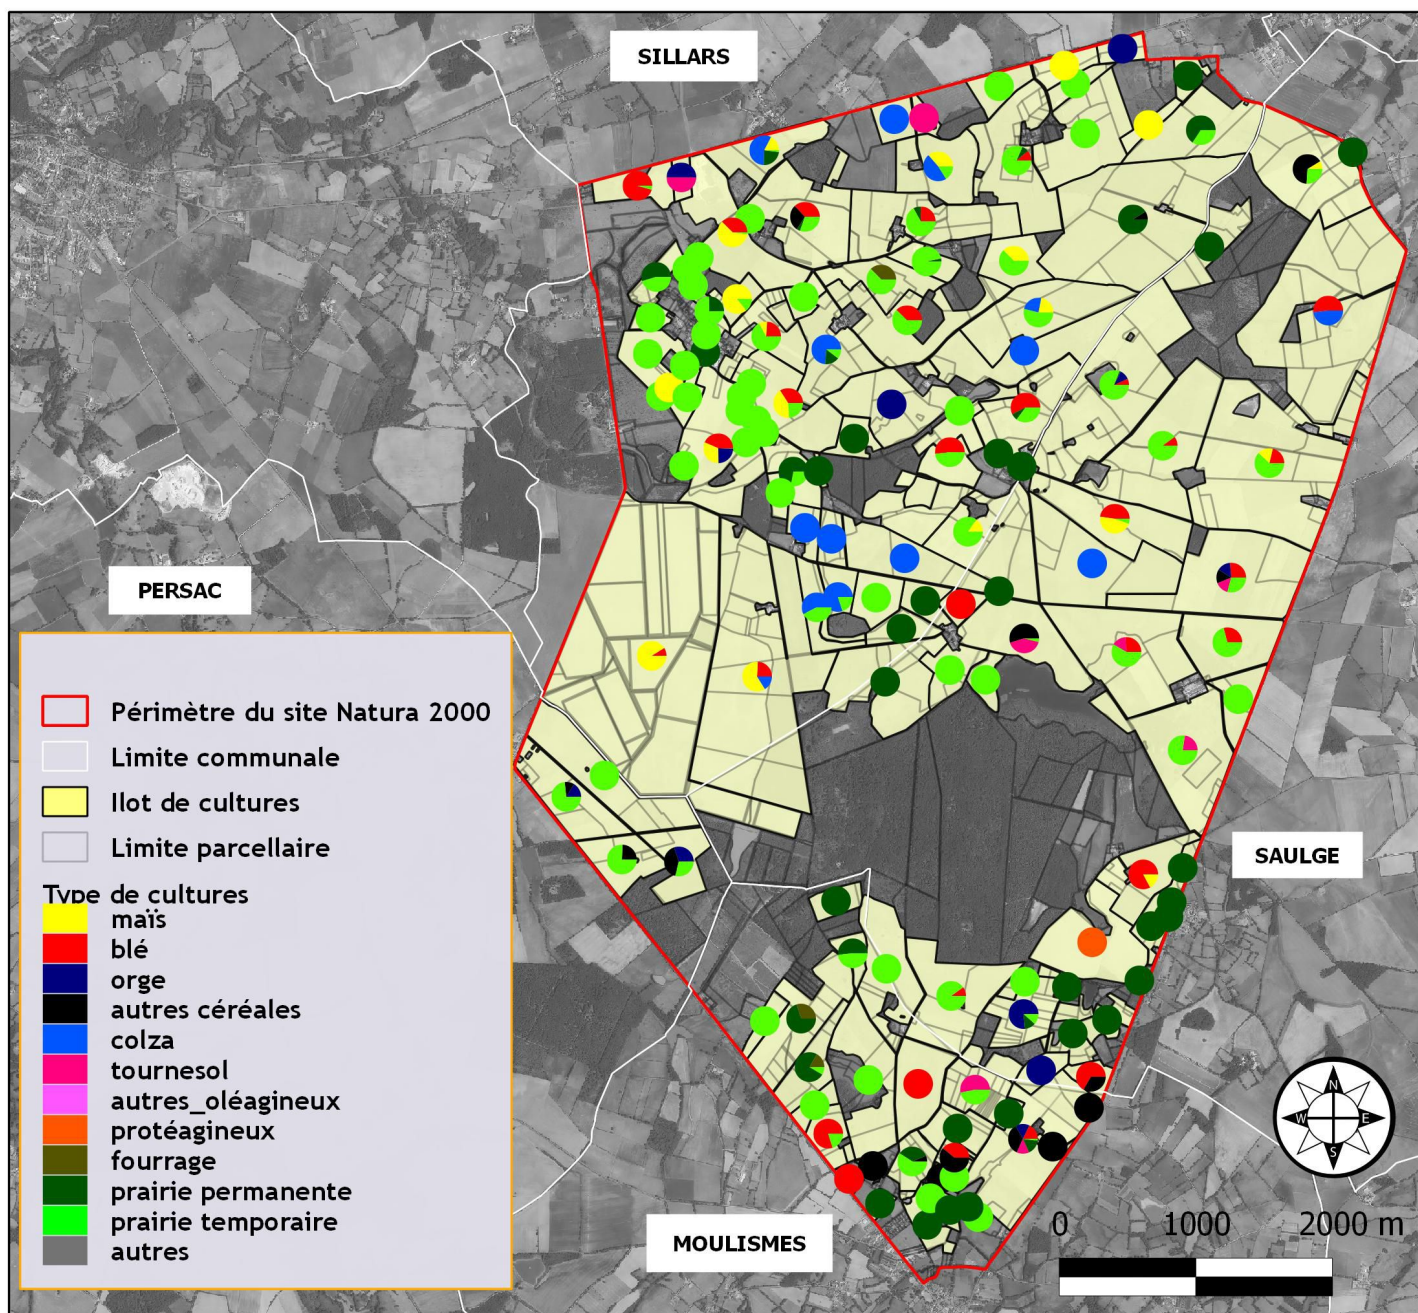 SILLARS
PERSAC
Périmètre du site Natura 2000
Limite communale
Ilot de cultures
Limite parcellaire
Type de cultures
maïs
blé
orge
autres céréales
colza
tournesol
autres_oléagineux
protéagineux
fourrage
prairie permanente
prairie temporaire
autres
SAULGE
MOULISMES
N
W E
S
0 1000 2000 m